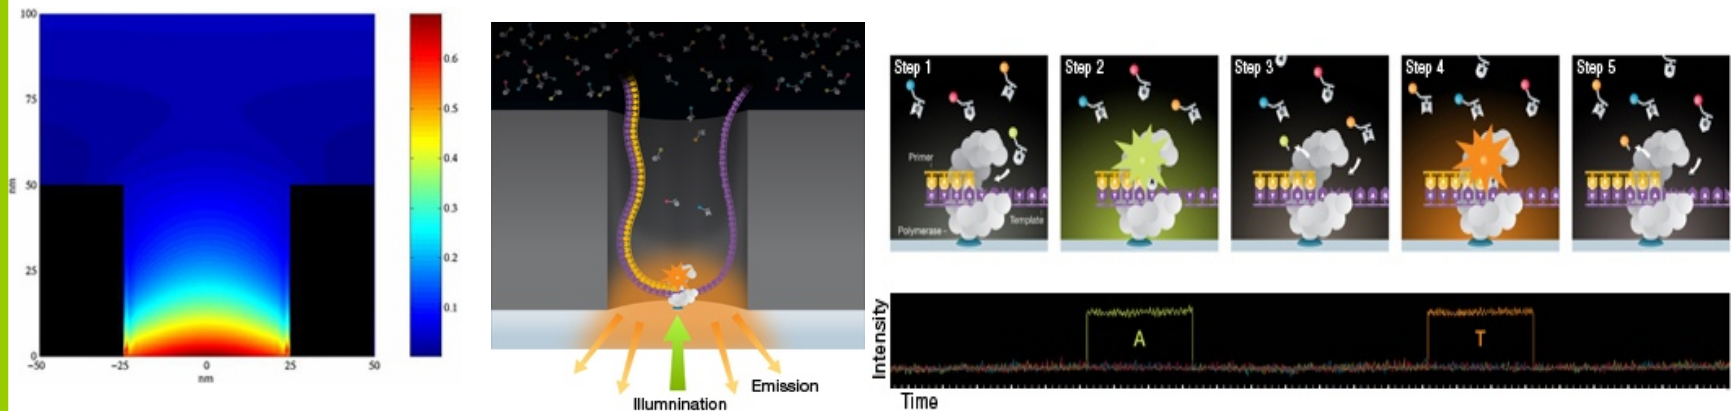 100
75
50
25
0
nm
-50
-25
0
25
50
nm
0.6
0.5
0.4
0.3
0.2
0.1
Emission
Illumnination
Step 1
Step 2
Step 3
Step 4
Step 5
Primer
Template
Polymerase -
Intensity
A
T
Time